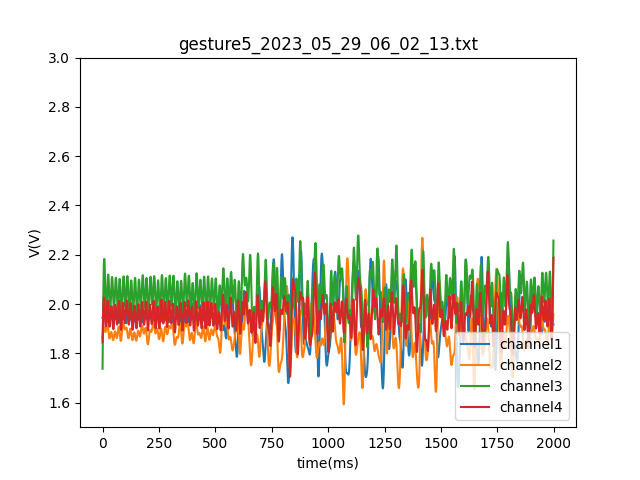 gesture5_2023_05_29_06_02_13.txt
3.0
2.8
2.6
2.4
2.2
2.0
1.8
1.6
V(V)
0 250 500 750 1000 1250 1500 1750 2000
time(ms)
channel1
channel2
channel3
channel4